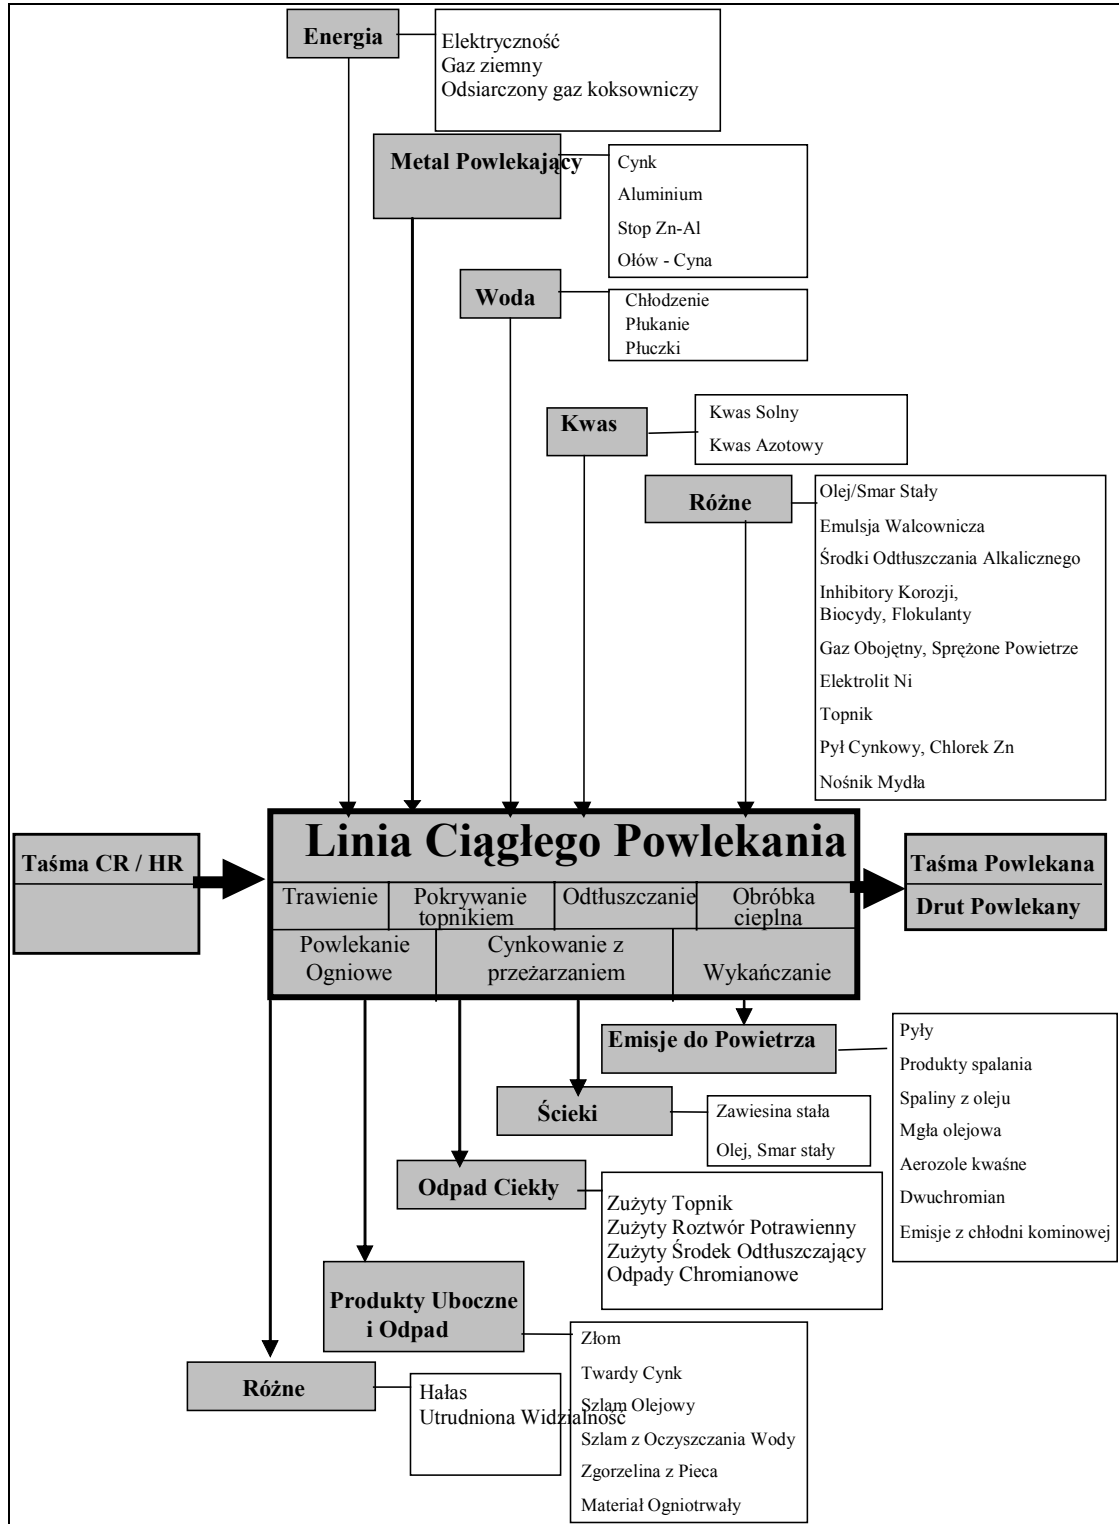 Energia
Elektryczność
Gaz ziemny
Odsiarczony gaz koksowniczy
Metal Powlekający
Cynk
Aluminium
Stop Zn-Al
Ołów - Cyna
Woda
Chłodzenie
Płukanie
Płuczki
Kwas
Kwas Solny
Kwas Azotowy
Różne
Olej/Smar Stały
Emulsja Walcownicza
Środki Odtłuszczania Alkalicznego
Inhibitory Korozji,
Biocydy, Flokulanty
Gaz Obojętny, Sprężone Powietrze
Elektrolit Ni
Topnik
Pył Cynkowy, Chlorek Zn
Nośnik Mydła
Taśma CR / HR
Linia Ciągłego Powlekania
Trawienie
Pokrywanie
topnikiem
Odtłuszczanie
Obróbka
cieplna
Powlekanie
Ogniowe
Cynkowanie z
przeżarzaniem
Wykańczanie
Taśma Powlekana
Drut Powlekany
Emisje do Powietrza
Pyły
Produkty spalania
Spaliny z oleju
Mgła olejowa
Aerozole kwaśne
Dwuchromian
Emisje z chłodni kominowej
Ścieki
Zawiesina stała
Olej, Smar stały
Odpad Ciekły
Zużyty Topnik
Zużyty Roztwór Potrawienny
Zużyty Środek Odtłuszczający
Odpady Chromianowe
Produkty Uboczne
i Odpad
Złom
Twardy Cynk
Szlam Olejowy
Szlam z Oczyszczania Wody
Zgorzelina z Pieca
Materiał Ogniotrwały
Różne
Hałas
Utrudniona Widzialność